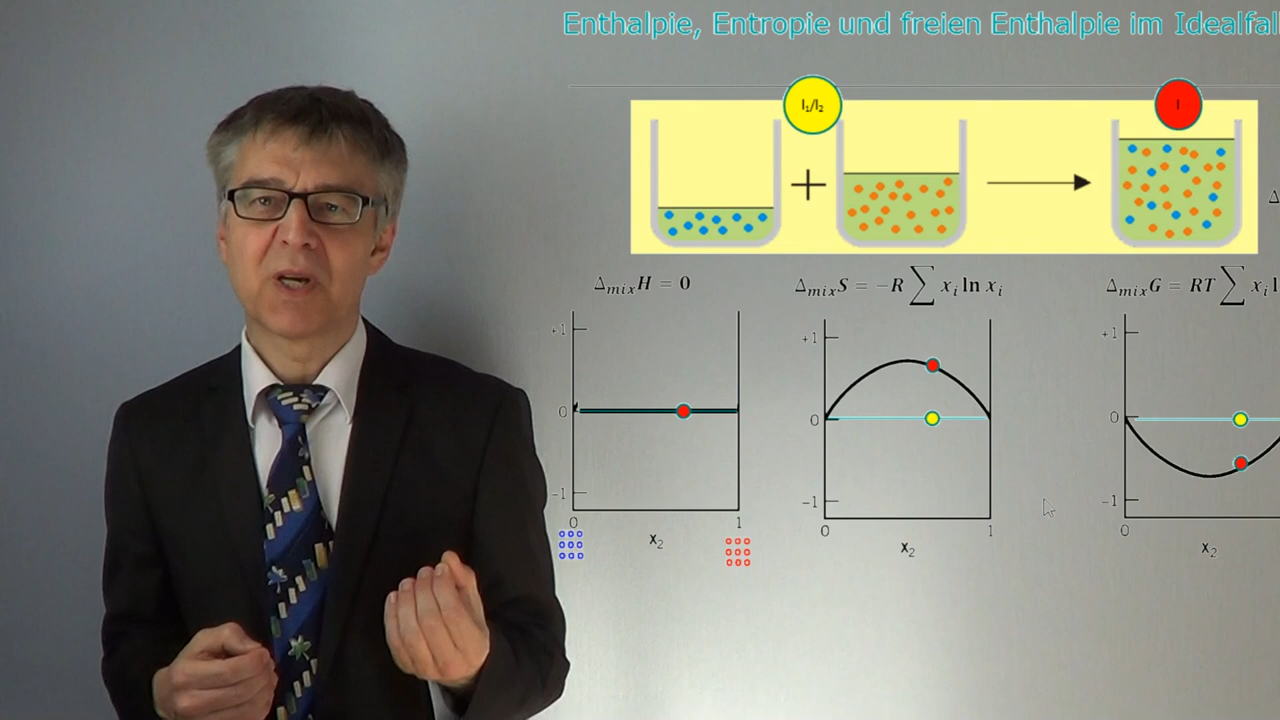 Enthalpie, Entropie und freien Enthalpie im Idealfal
l₁/l₂
l
+
Δ
Δ_mix H = 0
Δ_mix S = −R ∑ x_i ln x_i
Δ_mix G = RT ∑ x_i l
+1
0
−1
0
1
x₂
+1
0
−1
0
1
x₂
+1
0
−1
0
x₂